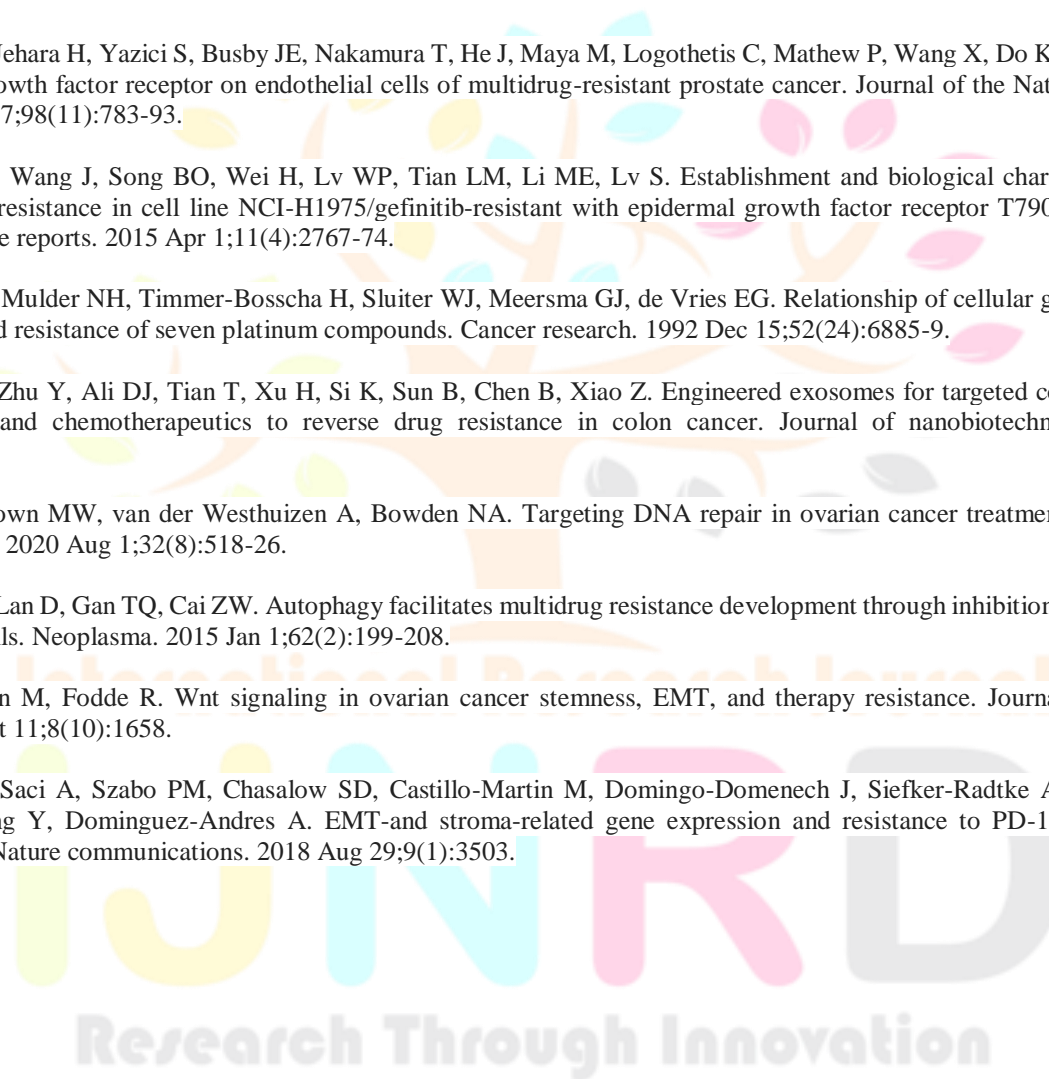 Jehara H, Yazici S, Busby JE, Nakamura T, He J, Maya M, Logothetis C, Mathew P, Wang X, Do K
owth factor receptor on endothelial cells of multidrug-resistant prostate cancer. Journal of the Nat
7;98(11):783-93.
Wang J, Song BO, Wei H, Lv WP, Tian LM, Li ME, Lv S. Establishment and biological char
resistance in cell line NCI-H1975/gefinitib-resistant with epidermal growth factor receptor T790
e reports. 2015 Apr 1;11(4):2767-74.
Mulder NH, Timmer-Bosscha H, Sluiter WJ, Meersma GJ, de Vries EG. Relationship of cellular g
d resistance of seven platinum compounds. Cancer research. 1992 Dec 15;52(24):6885-9.
Zhu Y, Ali DJ, Tian T, Xu H, Si K, Sun B, Chen B, Xiao Z. Engineered exosomes for targeted co
and chemotherapeutics to reverse drug resistance in colon cancer. Journal of nanobiotechn
own MW, van der Westhuizen A, Bowden NA. Targeting DNA repair in ovarian cancer treatmen
2020 Aug 1;32(8):518-26.
Lan D, Gan TQ, Cai ZW. Autophagy facilitates multidrug resistance development through inhibition
lls. Neoplasma. 2015 Jan 1;62(2):199-208.
International Research Journal
n M, Fodde R. Wnt signaling in ovarian cancer stemness, EMT, and therapy resistance. Journa
t 11;8(10):1658.
Saci A, Szabo PM, Chasalow SD, Castillo-Martin M, Domingo-Domenech J, Siefker-Radtke A
ng Y, Dominguez-Andres A. EMT-and stroma-related gene expression and resistance to PD-1
Nature communications. 2018 Aug 29;9(1):3503.
IJNRD
Research Through Innovation